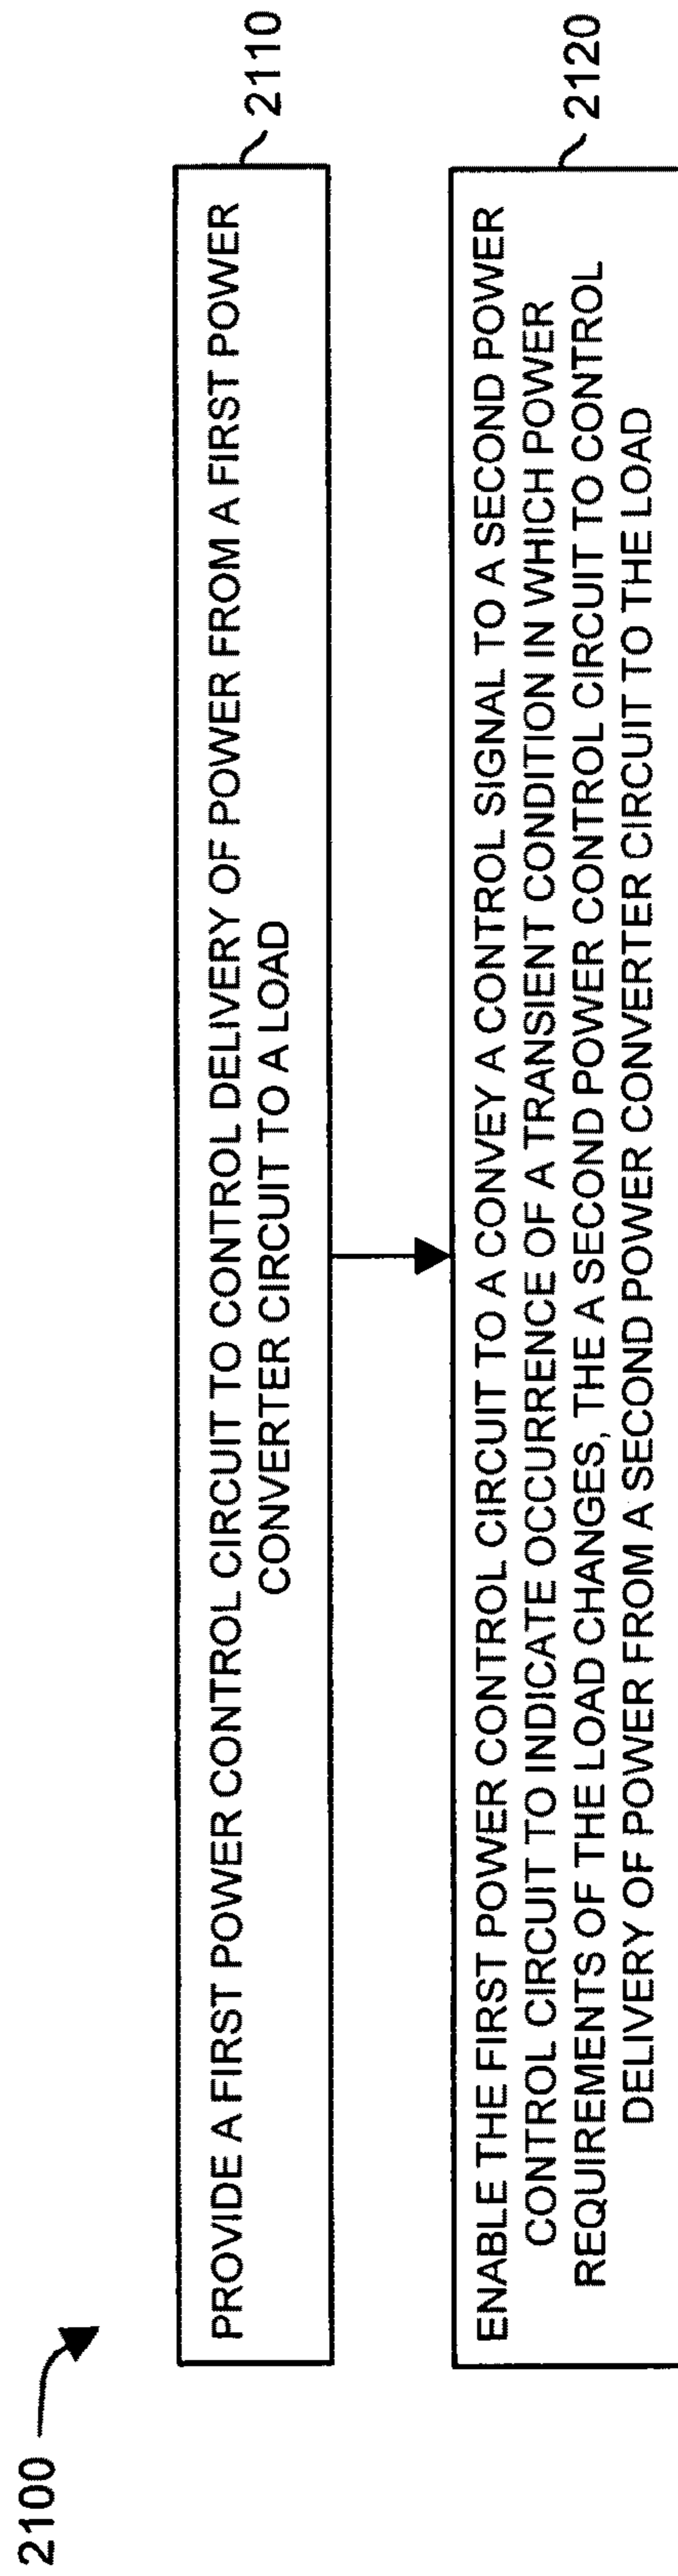 2100
PROVIDE A FIRST POWER CONTROL CIRCUIT TO CONTROL DELIVERY OF POWER FROM A FIRST POWER
CONVERTER CIRCUIT TO A LOAD
2110
ENABLE THE FIRST POWER CONTROL CIRCUIT TO A CONVEY A CONTROL SIGNAL TO A SECOND POWER
CONTROL CIRCUIT TO INDICATE OCCURRENCE OF A TRANSIENT CONDITION IN WHICH POWER
REQUIREMENTS OF THE LOAD CHANGES, THE A SECOND POWER CONTROL CIRCUIT TO CONTROL
DELIVERY OF POWER FROM A SECOND POWER CONVERTER CIRCUIT TO THE LOAD
2120